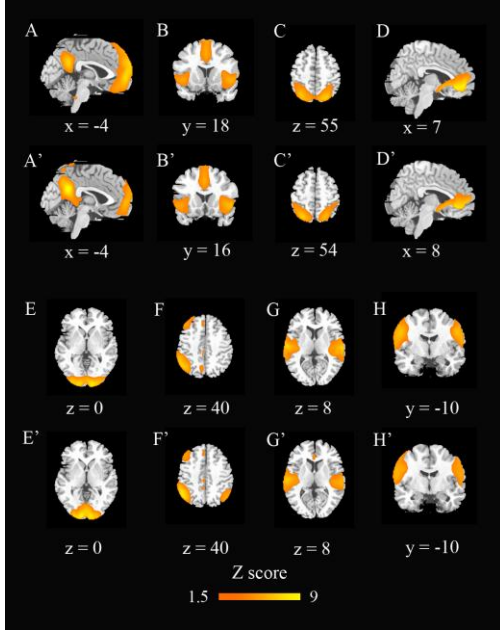 A B C D
x = -4 y = 18 z = 55 x = 7
A’ B’ C’ D’
x = -4 y = 16 z = 54 x = 8
E F G H
z = 0 z = 40 z = 8 y = -10
E’ F’ G’ H’
z = 0 z = 40 z = 8 y = -10
Z score
1.5 9